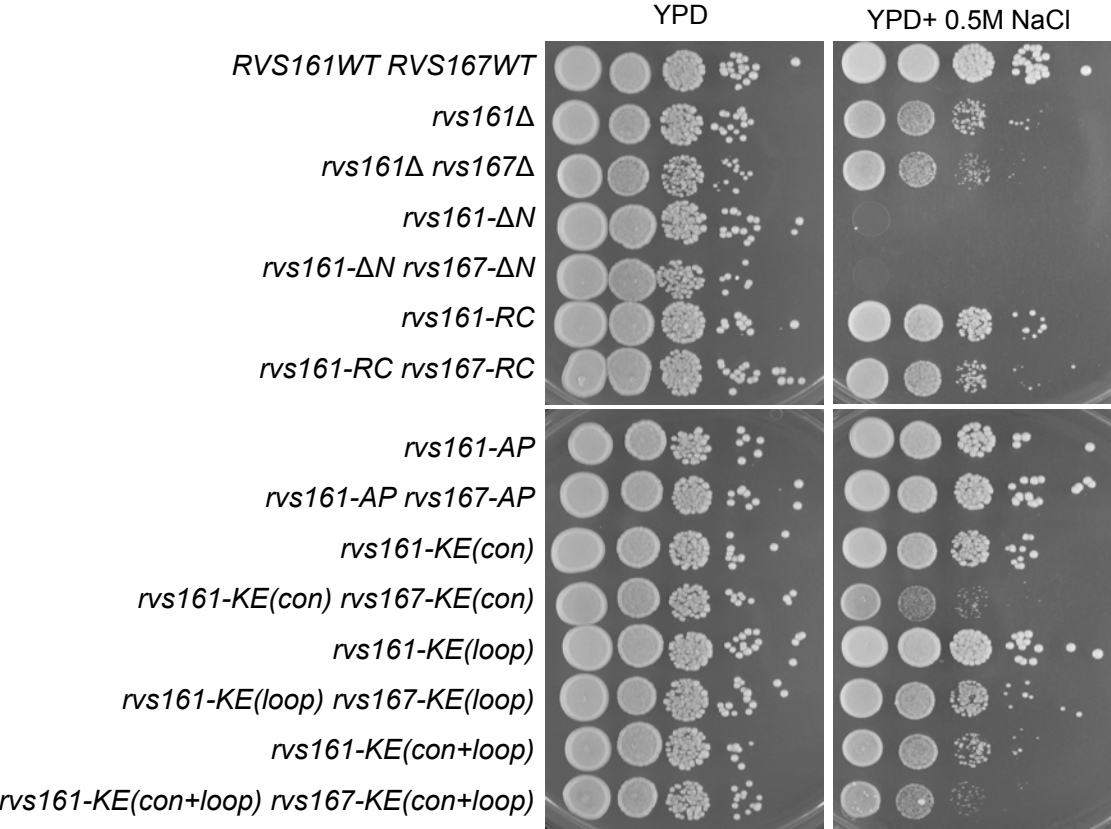 YPD YPD+ 0.5M NaCl
RVS161WT RVS167WT
rvs161Δ
rvs161Δ rvs167Δ
rvs161-ΔN
rvs161-ΔN rvs167-ΔN
rvs161-RC
rvs161-RC rvs167-RC
rvs161-AP
rvs161-AP rvs167-AP
rvs161-KE(con)
rvs161-KE(con) rvs167-KE(con)
rvs161-KE(loop)
rvs161-KE(loop) rvs167-KE(loop)
rvs161-KE(con+loop)
rvs161-KE(con+loop) rvs167-KE(con+loop)